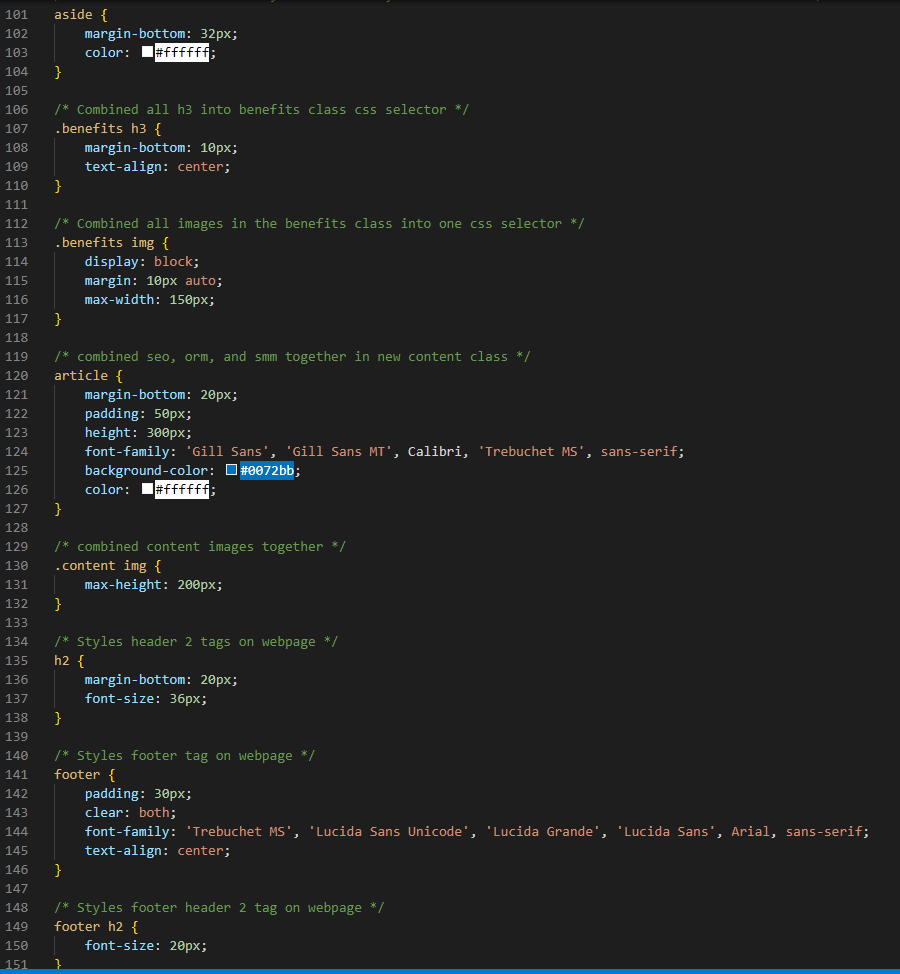 101 aside {
102     margin-bottom: 32px;
103     color: #ffffff;
104 }
105
106 /* Combined all h3 into benefits class css selector */
107 .benefits h3 {
108     margin-bottom: 10px;
109     text-align: center;
110 }
111
112 /* Combined all images in the benefits class into one css selector */
113 .benefits img {
114     display: block;
115     margin: 10px auto;
116     max-width: 150px;
117 }
118
119 /* combined seo, orm, and smm together in new content class */
120 article {
121     margin-bottom: 20px;
122     padding: 50px;
123     height: 300px;
124     font-family: 'Gill Sans', 'Gill Sans MT', Calibri, 'Trebuchet MS', sans-serif;
125     background-color: #0072bb;
126     color: #ffffff;
127 }
128
129 /* combined content images together */
130 .content img {
131     max-height: 200px;
132 }
133
134 /* Styles header 2 tags on webpage */
135 h2 {
136     margin-bottom: 20px;
137     font-size: 36px;
138 }
139
140 /* Styles footer tag on webpage */
141 footer {
142     padding: 30px;
143     clear: both;
144     font-family: 'Trebuchet MS', 'Lucida Sans Unicode', 'Lucida Grande', 'Lucida Sans', Arial, sans-serif;
145     text-align: center;
146 }
147
148 /* Styles footer header 2 tag on webpage */
149 footer h2 {
150     font-size: 20px;
151 }